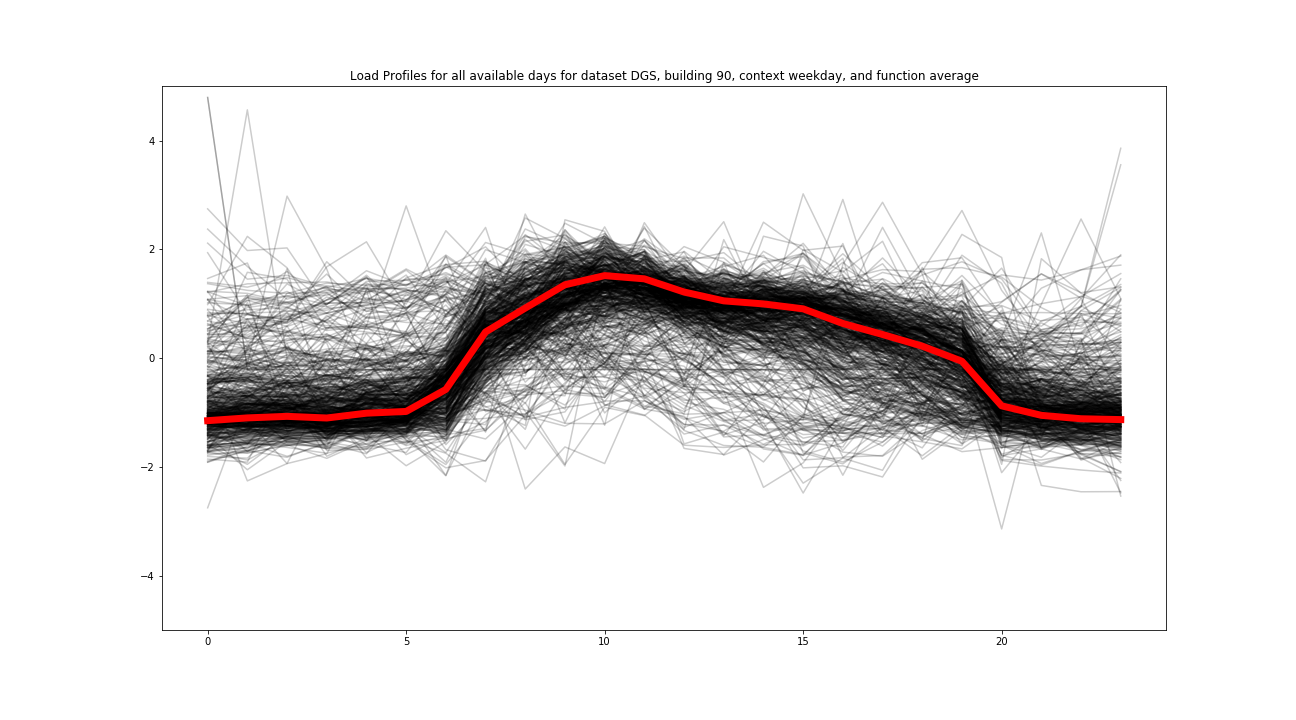 Load Profiles for all available days for dataset DGS, building 90, context weekday, and function average
4
2
0
−2
−4
0 5 10 15 20